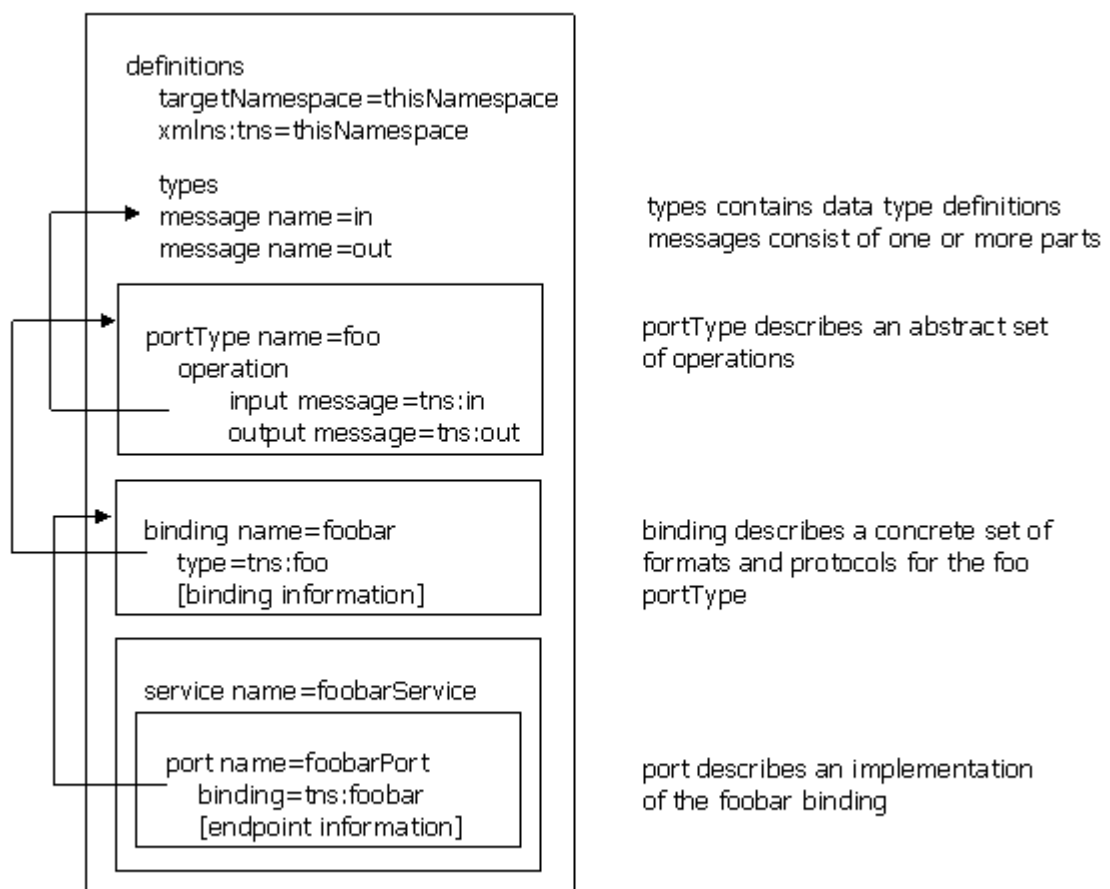 definitions
targetNamespace=thisNamespace
xmlns:tns=thisNamespace
types
message name=in
message name=out
types contains data type definitions
messages consist of one or more parts
portType name=foo
operation
input message=tns:in
output message=tns:out
portType describes an abstract set
of operations
binding name=foobar
type=tns:foo
[binding information]
binding describes a concrete set of
formats and protocols for the foo
portType
service name=foobarService
port name=foobarPort
binding=tns:foobar
[endpoint information]
port describes an implementation
of the foobar binding